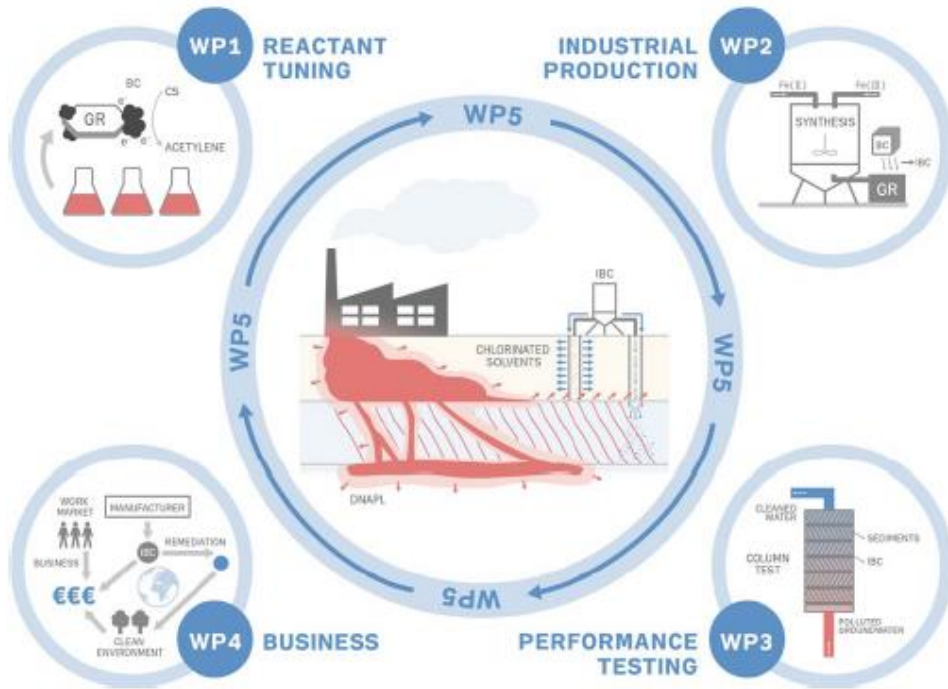 WP1
REACTANT
TUNING
BC
CS
e⁻
GR
e⁻
e⁻
ACETYLENE
INDUSTRIAL
PRODUCTION
WP2
Fe(II)
Fe(III)
SYNTHESIS
BC
IBC
GR
WP5
WP5
WP5
WP5
IBC
CHLORINATED
SOLVENTS
DNAPL
WORK
MARKET
MANUFACTURER
IBC
REMEDIATION
BUSINESS
€€€
CLEAN
ENVIRONMENT
WP4
BUSINESS
CLEANED
WATER
SEDIMENTS
COLUMN
TEST
IBC
POLLUTED
GROUNDWATER
PERFORMANCE
TESTING
WP3